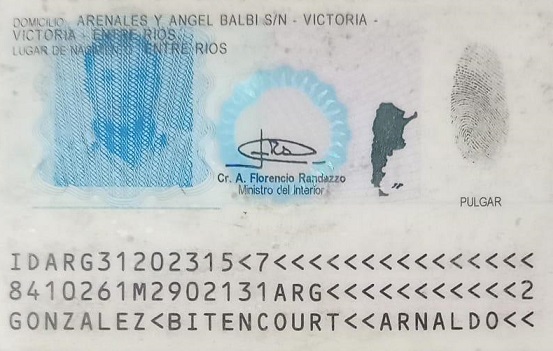 DOMICILIO: ARENALES Y ANGEL BALBI S/N - VICTORIA -
VICTORIA - ENTRE RIOS
LUGAR DE NACIMIENTO: ENTRE RIOS
Cr. A. Florencio Randazzo
Ministro del Interior
PULGAR
IDARG31202315<7<<<<<<<<<<<<<<<
8410261M2902131ARG<<<<<<<<<<<2
GONZALEZ<BITENCOURT<<ARNALDO<<